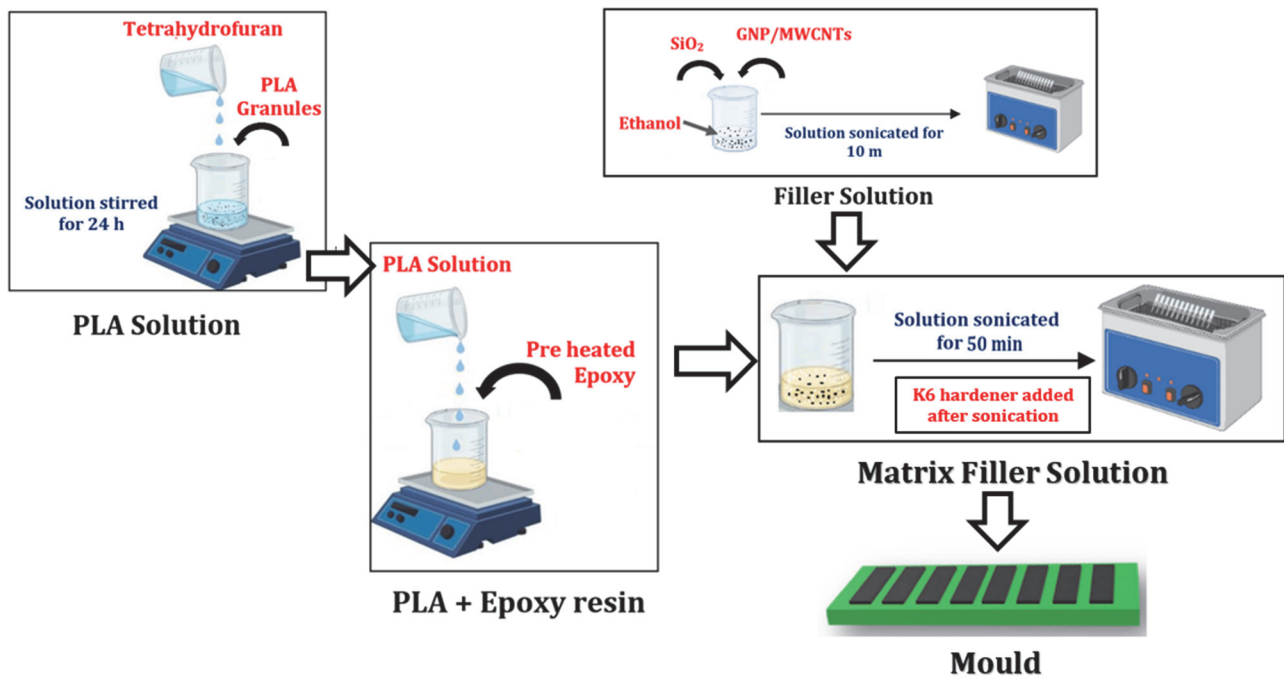 Tetrahydrofuran
PLA
Granules
Solution stirred
for 24 h
PLA Solution
SiO₂
GNP/MWCNTs
Ethanol
Solution sonicated for
10 m
Filler Solution
PLA Solution
Pre heated
Epoxy
PLA + Epoxy resin
Solution sonicated
for 50 min
K6 hardener added
after sonication
Matrix Filler Solution
Mould